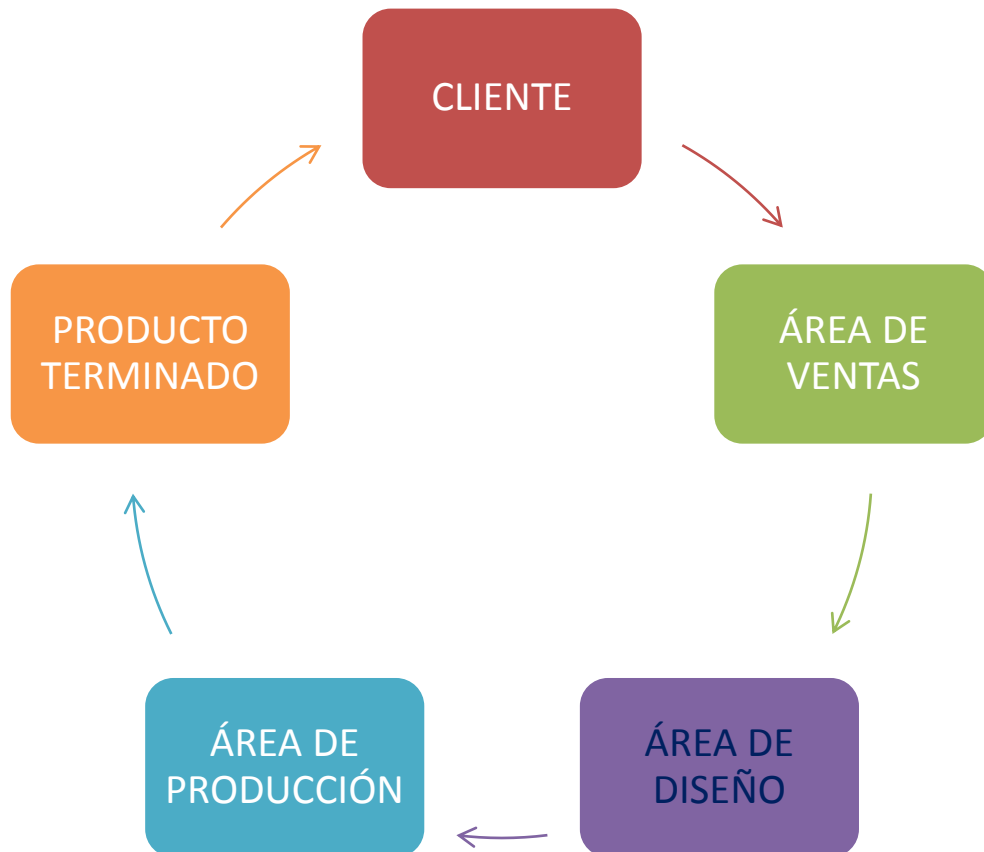 CLIENTE
ÁREA DE
VENTAS
ÁREA DE
DISEÑO
ÁREA DE
PRODUCCIÓN
PRODUCTO
TERMINADO